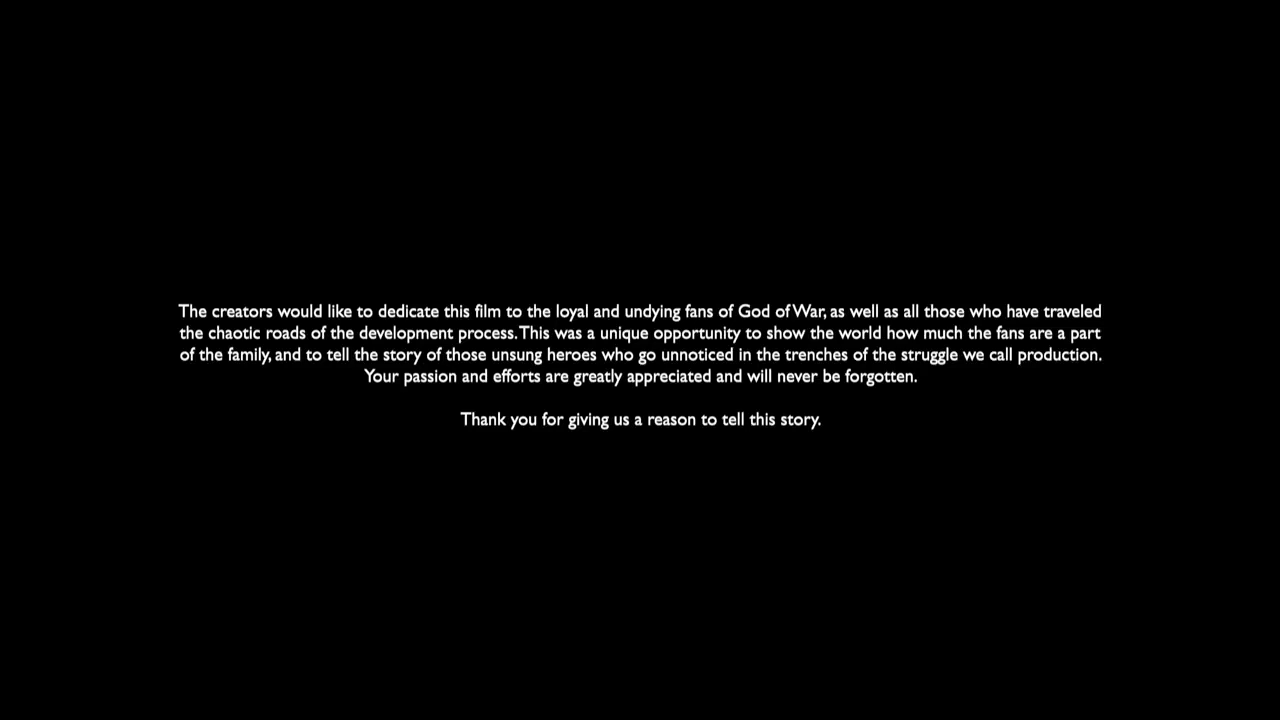 The creators would like to dedicate this film to the loyal and undying fans of God of War, as well as all those who have traveled
the chaotic roads of the development process. This was a unique opportunity to show the world how much the fans are a part
of the family, and to tell the story of those unsung heroes who go unnoticed in the trenches of the struggle we call production.
Your passion and efforts are greatly appreciated and will never be forgotten.
Thank you for giving us a reason to tell this story.